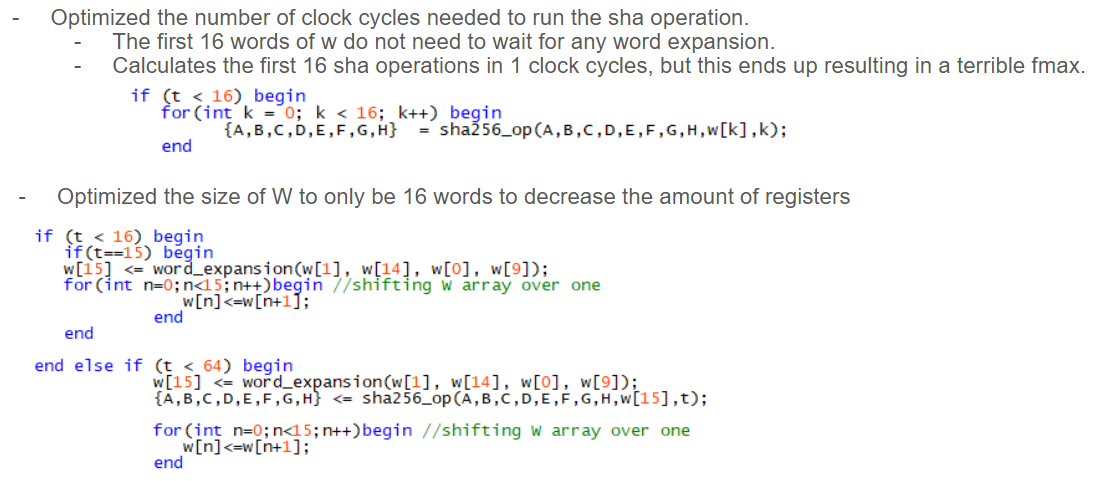 - Optimized the number of clock cycles needed to run the sha operation.
- The first 16 words of w do not need to wait for any word expansion.
- Calculates the first 16 sha operations in 1 clock cycles, but this ends up resulting in a terrible fmax.
if (t < 16) begin
for(int k = 0; k < 16; k++) begin
{A,B,C,D,E,F,G,H} = sha256_op(A,B,C,D,E,F,G,H,w[k],k);
end
- Optimized the size of W to only be 16 words to decrease the amount of registers
if (t < 16) begin
if(t==15) begin
w[15] <= word_expansion(w[1], w[14], w[0], w[9]);
for(int n=0;n<15;n++)begin //shifting w array over one
w[n]<=w[n+1];
end
end
end else if (t < 64) begin
w[15] <= word_expansion(w[1], w[14], w[0], w[9]);
{A,B,C,D,E,F,G,H} <= sha256_op(A,B,C,D,E,F,G,H,w[15],t);
for(int n=0;n<15;n++)begin //shifting w array over one
w[n]<=w[n+1];
end